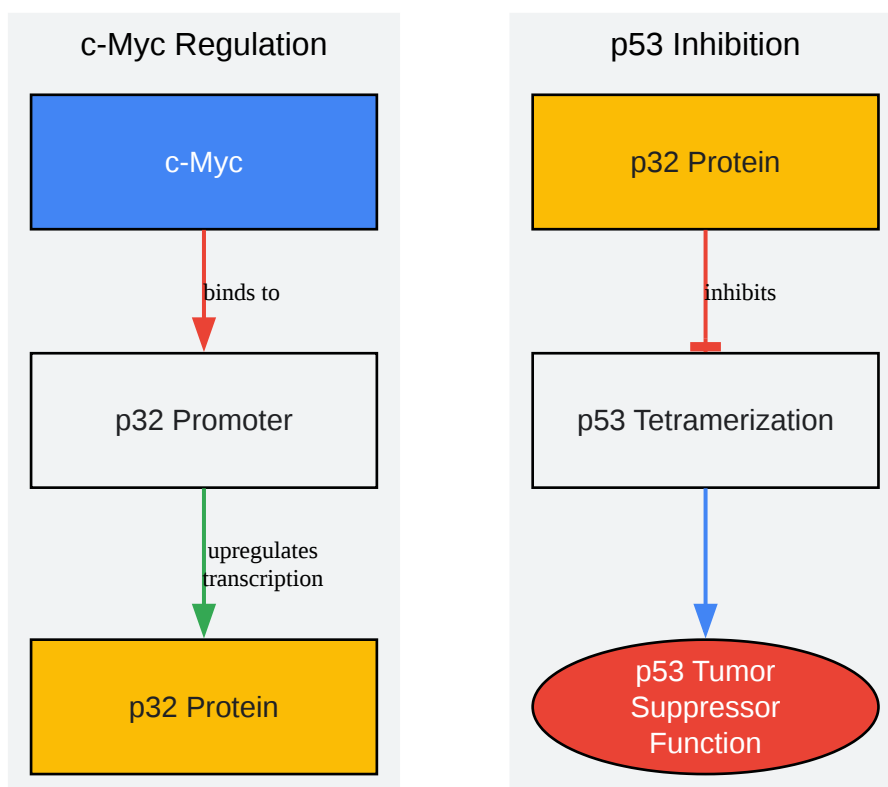 c-Myc Regulation
c-Myc
binds to
p32 Promoter
upregulates
transcription
p32 Protein
p53 Inhibition
p32 Protein
inhibits
p53 Tetramerization
p53 Tumor
Suppressor
Function